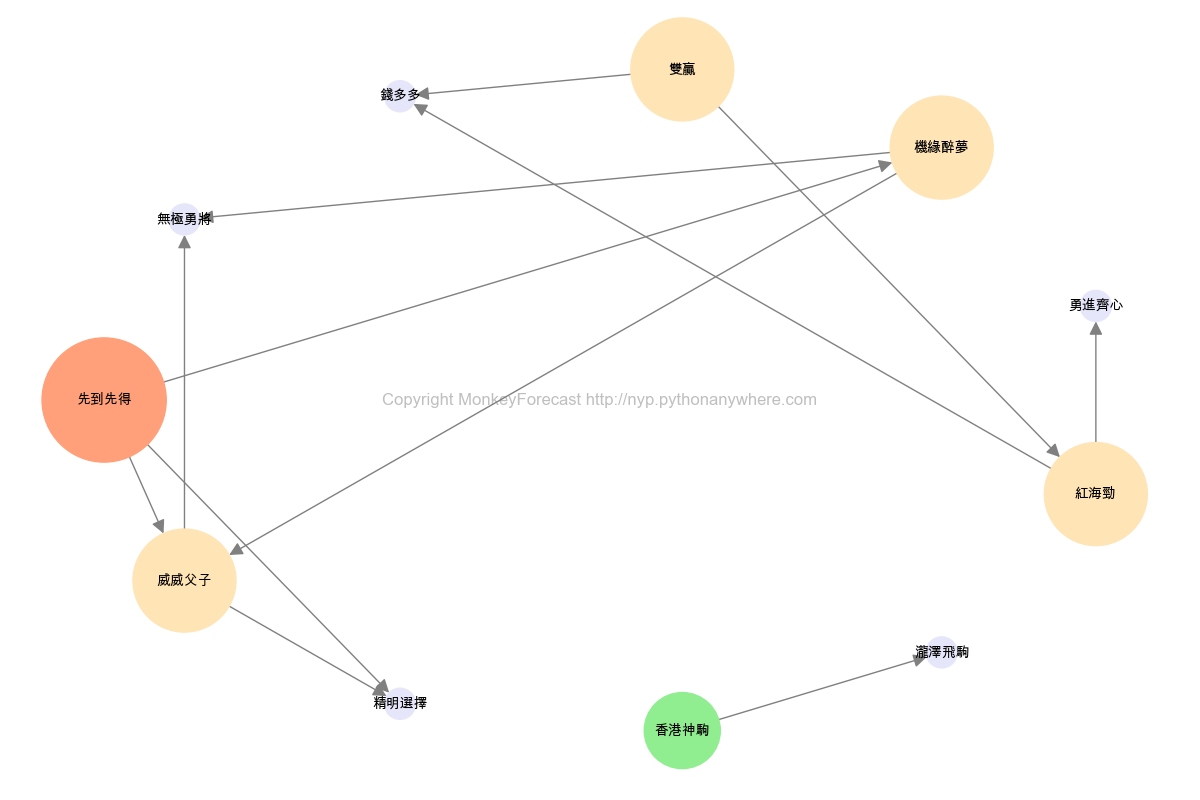 雙贏
錢多多
機緣醉夢
無極勇將
勇進齊心
先到先得
Copyright MonkeyForecast http://nyp.pythonanywhere.com
紅海勁
威威父子
瀧澤飛駒
精明選擇
香港神駒